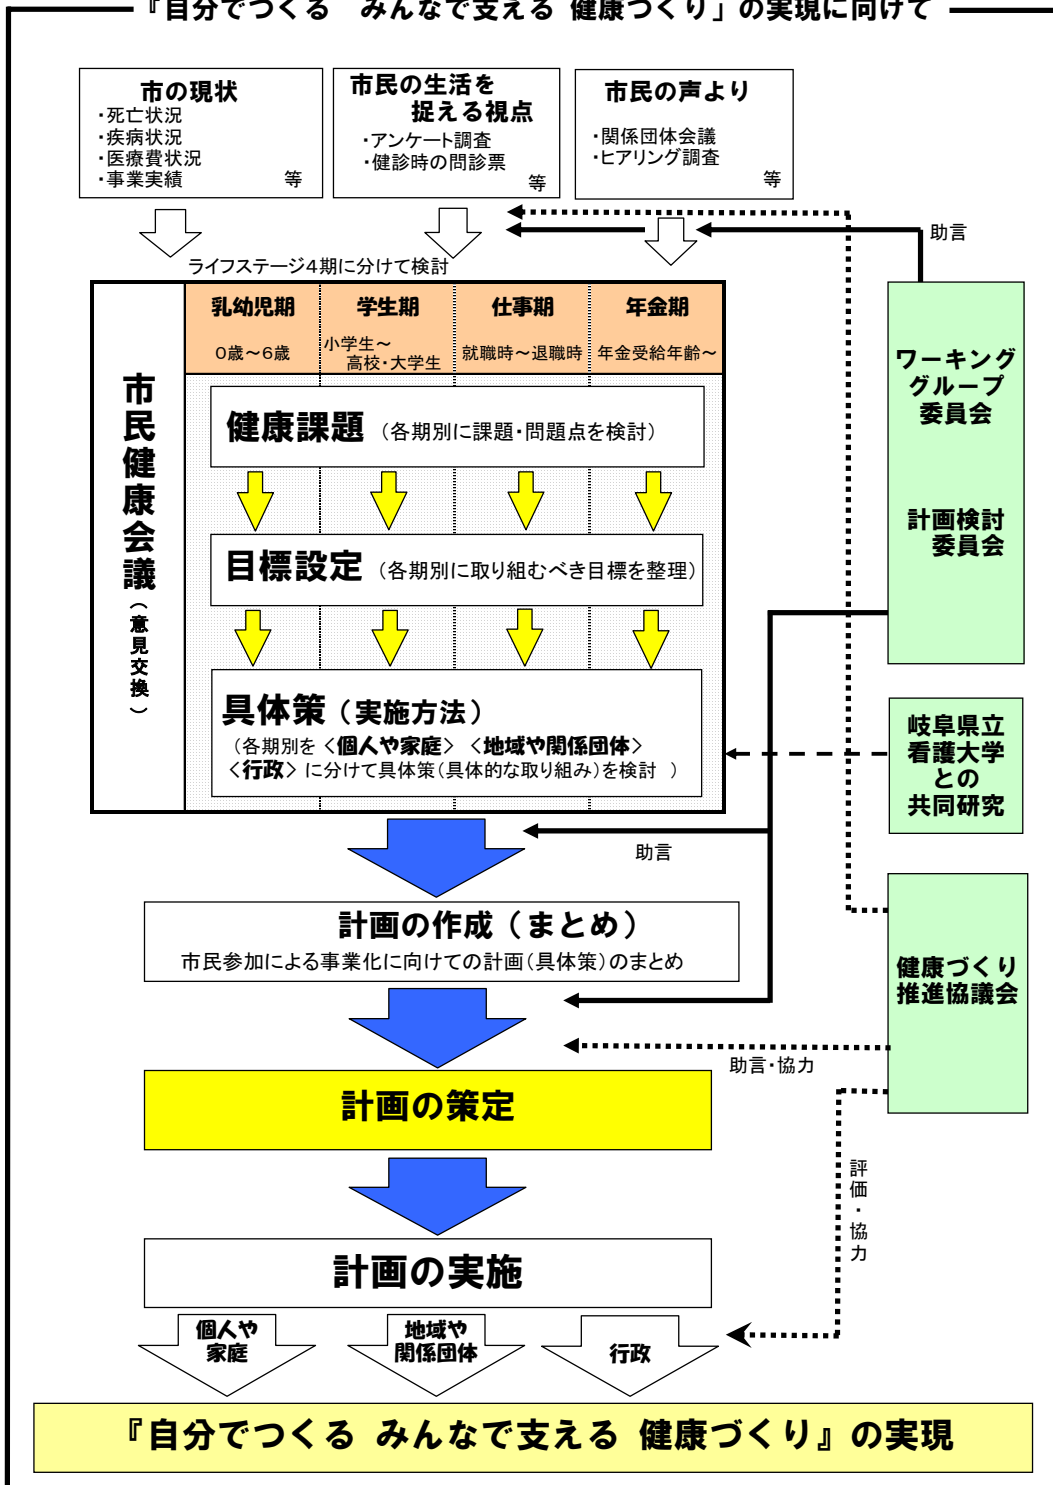 『自分でつくる　みんなで支える 健康づくり」の実現に向けて
市の現状
・死亡状況
・疾病状況
・医療費状況
・事業実績　　　　等
市民の生活を
捉える視点
・アンケート調査
・健診時の問診票
等
市民の声より
・関係団体会議
・ヒアリング調査
等
助言
ライフステージ４期に分けて検討
市民健康会議（意見交換）
乳幼児期
０歳～６歳
学生期
小学生～
高校・大学生
仕事期
就職時～退職時
年金期
年金受給年齢～
健康課題（各期別に課題・問題点を検討）
目標設定（各期別に取り組むべき目標を整理）
具体策（実施方法）
（各期別を＜個人や家庭＞＜地域や関係団体＞
＜行政＞に分けて具体策（具体的な取り組み）を検討　）
ワーキング
グループ
委員会
計画検討
委員会
岐阜県立
看護大学
との
共同研究
助言
計画の作成（まとめ）
市民参加による事業化に向けての計画（具体策）のまとめ
健康づくり
推進協議会
助言・協力
計画の策定
評価・協力
計画の実施
個人や
家庭
地域や
関係団体
行政
『自分でつくる みんなで支える 健康づくり』の実現